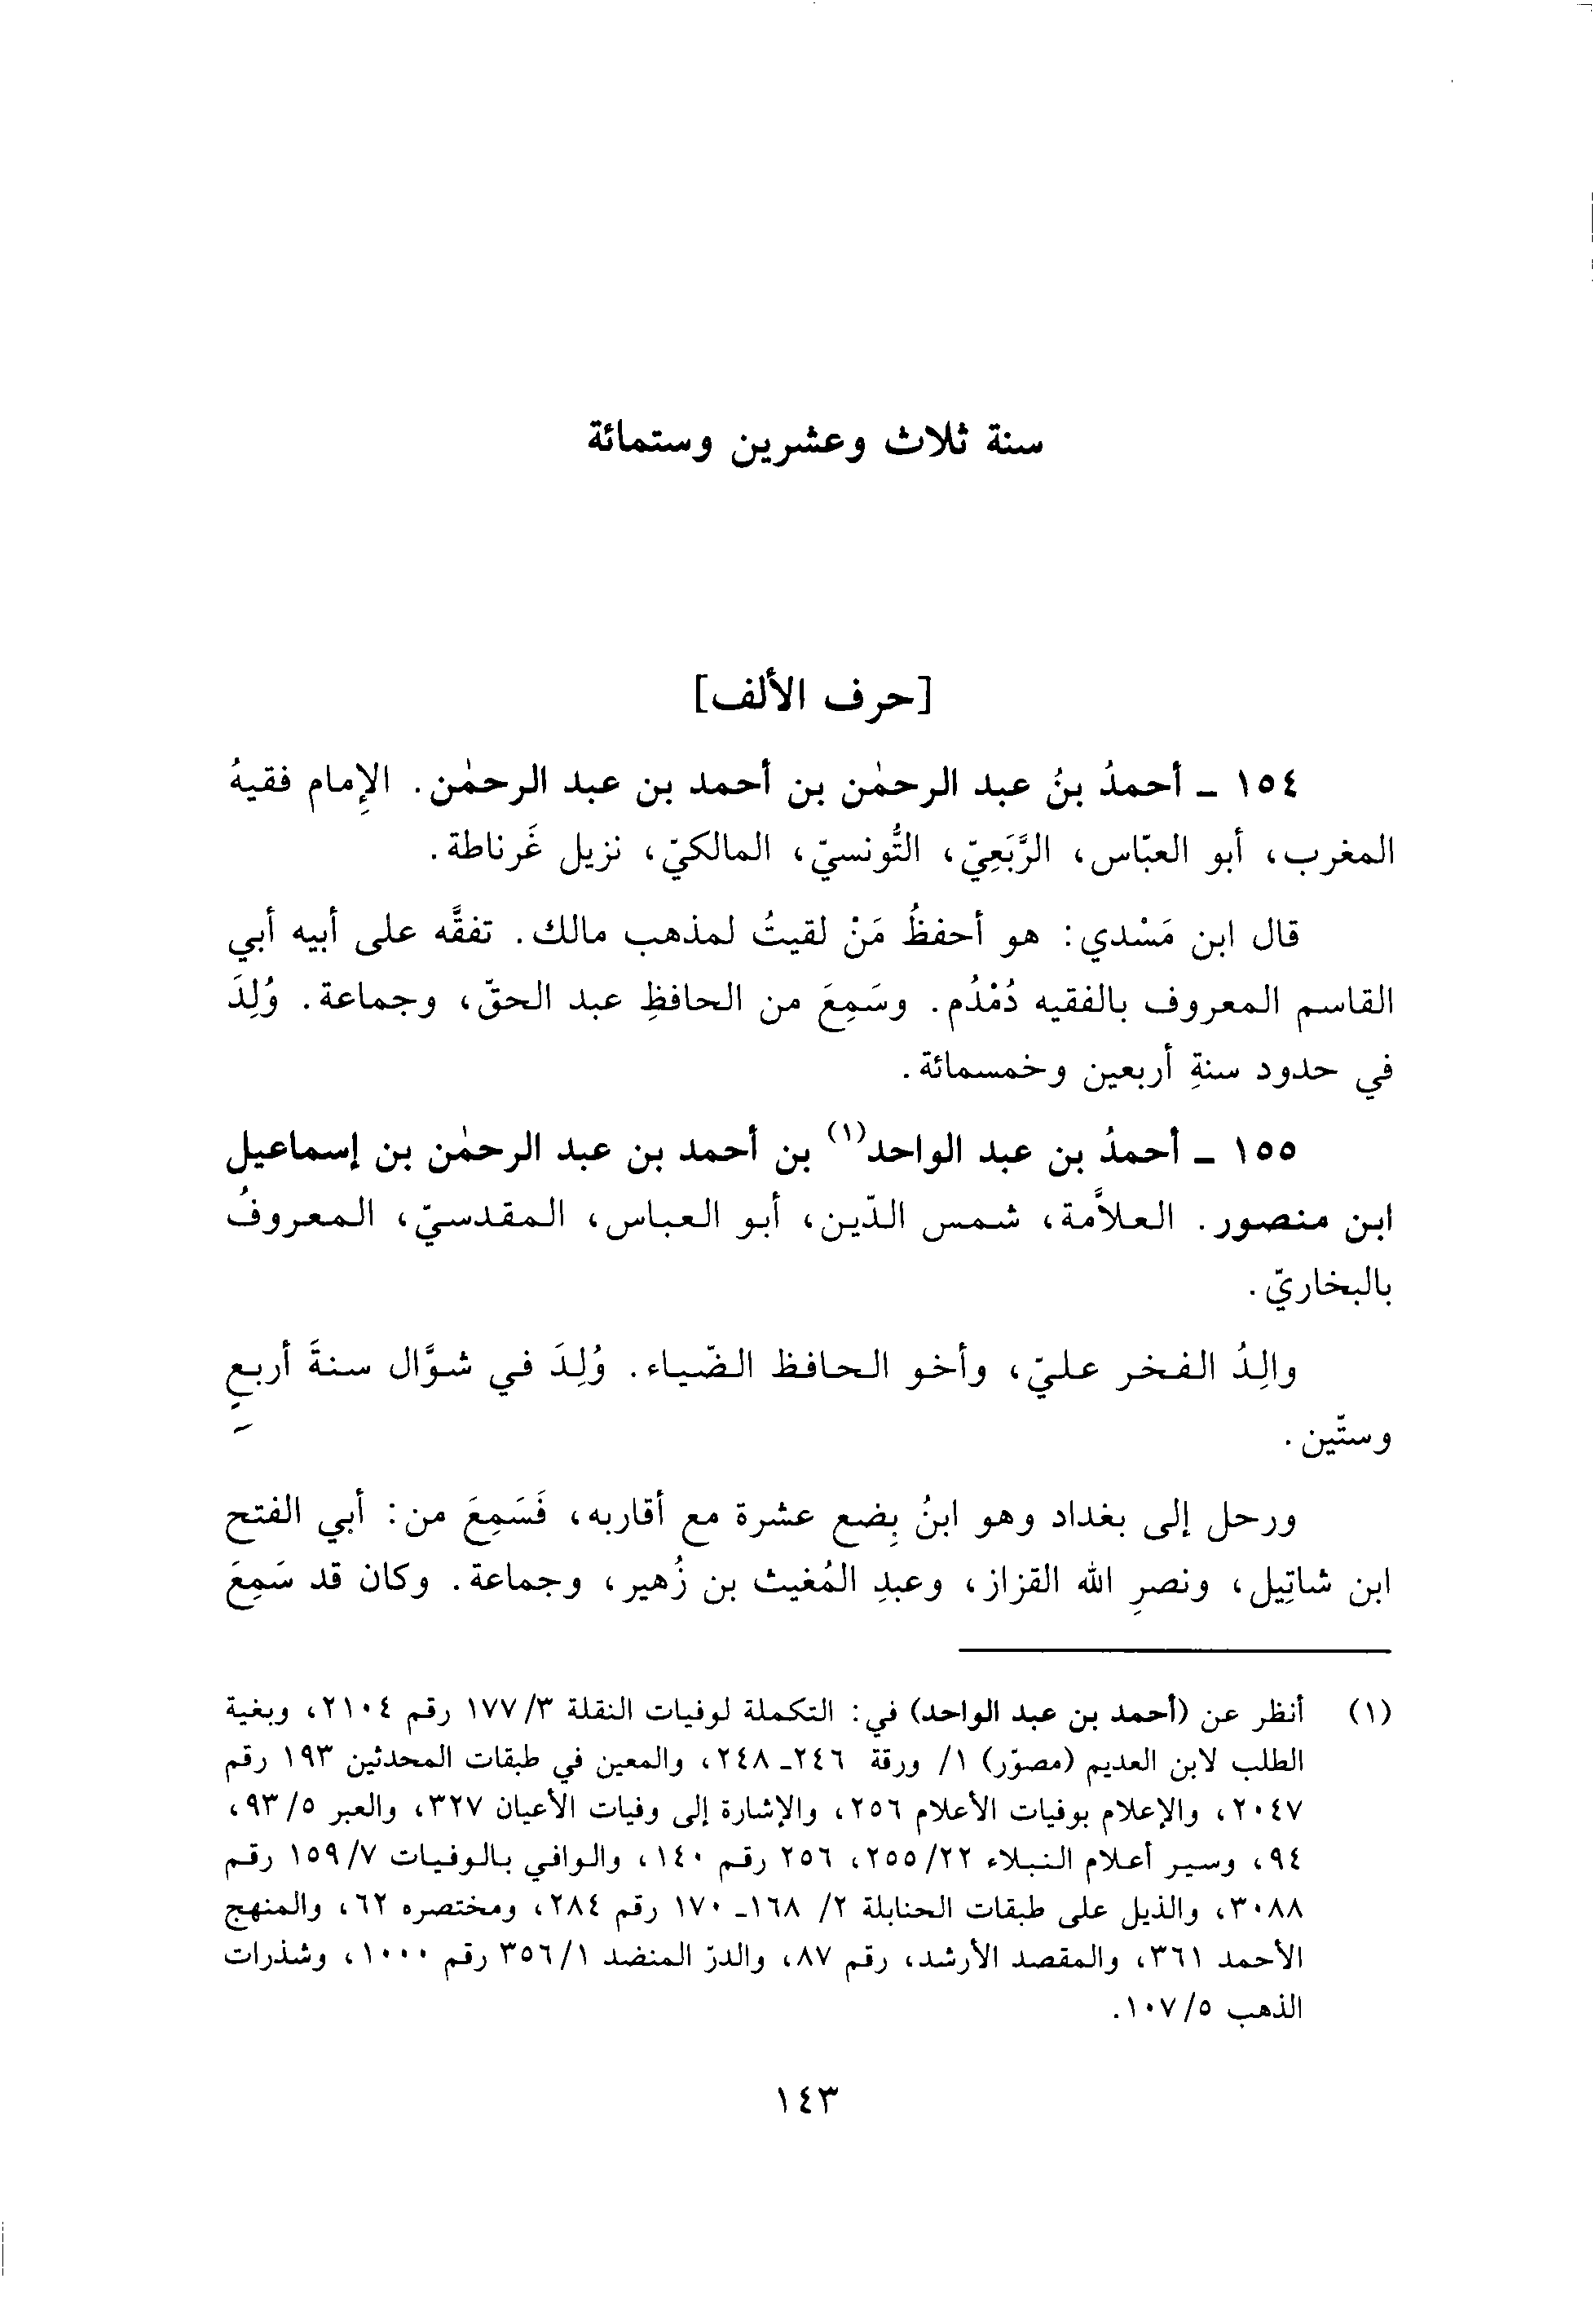 سنة ثلاث وعشرين وستمائة
[حرف الألف]
١٥٤ - أحمدُ بنُ عبد الرحمٰن بن أحمد بن عبد الرحمٰن. الإمام فقيهُ
المغرب، أبو العبّاس، الرَّبَعِيّ، التُّونسيّ، المالكيّ، نزيل غَرناطة.
قال ابن مَسْدي: هو أحفظُ مَنْ لقيتُ لمذهب مالك. تفقَّه على أبيه أبي
القاسم المعروف بالفقيه دُمْدُم. وسَمِعَ من الحافظِ عبد الحقّ، وجماعة. وُلِدَ
في حدود سنةِ أربعين وخمسمائة.
١٥٥ - أحمدُ بن عبد الواحد(١) بن أحمد بن عبد الرحمٰن بن إسماعيل
ابن منصور. العلاَّمة، شمس الدّين، أبو العباس، المقدسيّ، المعروفُ
بالبخاريّ.
والِدُ الفخر عليّ، وأخو الحافظ الضّياء. وُلِدَ في شوَّال سنةَ أربعٍ
وستّين.
ورحل إلى بغداد وهو ابنُ بِضع عشرة مع أقاربه، فَسَمِعَ من: أبي الفتح
ابن شاتِيل، ونصرِ الله القزاز، وعبدِ المُغيث بن زُهير، وجماعة. وكان قد سَمِعَ
(١) أنظر عن (أحمد بن عبد الواحد) في: التكملة لوفيات النقلة ٣/١٧٧ رقم ٢١٠٤، وبغية
الطلب لابن العديم (مصوّر) ١/ ورقة ٢٤٦-٢٤٨، والمعين في طبقات المحدثين ١٩٣ رقم
٢٠٤٧، والإعلام بوفيات الأعلام ٢٥٦، والإشارة إلى وفيات الأعيان ٣٢٧، والعبر ٥/٩٣،
٩٤، وسير أعلام النبلاء ٢٢/٢٥٥، ٢٥٦ رقم ١٤٠، والوافي بالوفيات ٧/١٥٩ رقم
٣٠٨٨، والذيل على طبقات الحنابلة ٢/ ١٦٨-١٧٠ رقم ٢٨٤، ومختصره ٦٢، والمنهج
الأحمد ٣٦١، والمقصد الأرشد، رقم ٨٧، والدرّ المنضد ١/٣٥٦ رقم ١٠٠٠، وشذرات
الذهب ٥/١٠٧.
١٤٣